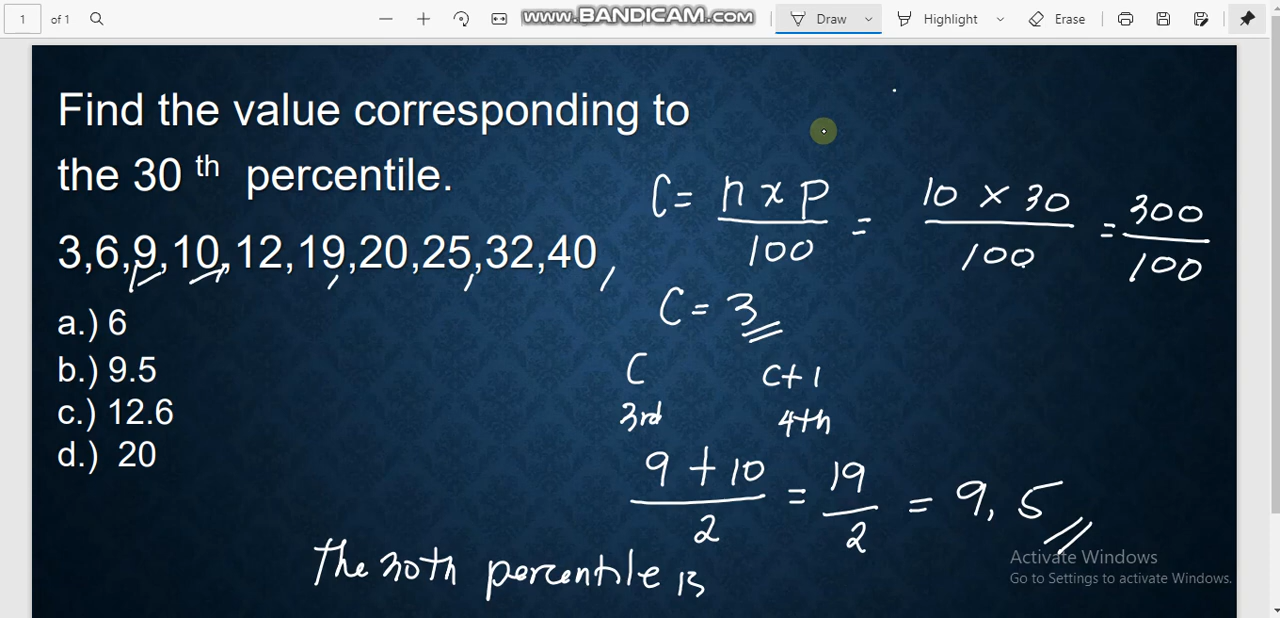 1 of 1 Draw Highlight Erase
WWW.BANDICAM.COM
Find the value corresponding to
the 30 th percentile.
3,6,9,10,12,19,20,25,32,40
a.) 6
b.) 9.5
c.) 12.6
d.) 20
C = n x p / 100 = 10 x 30 / 100 = 300 / 100
C = 3
C C+1
3rd 4th
9 + 10 / 2 = 19 / 2 = 9,5
The 30th percentile is
Activate Windows
Go to Settings to activate Windows.